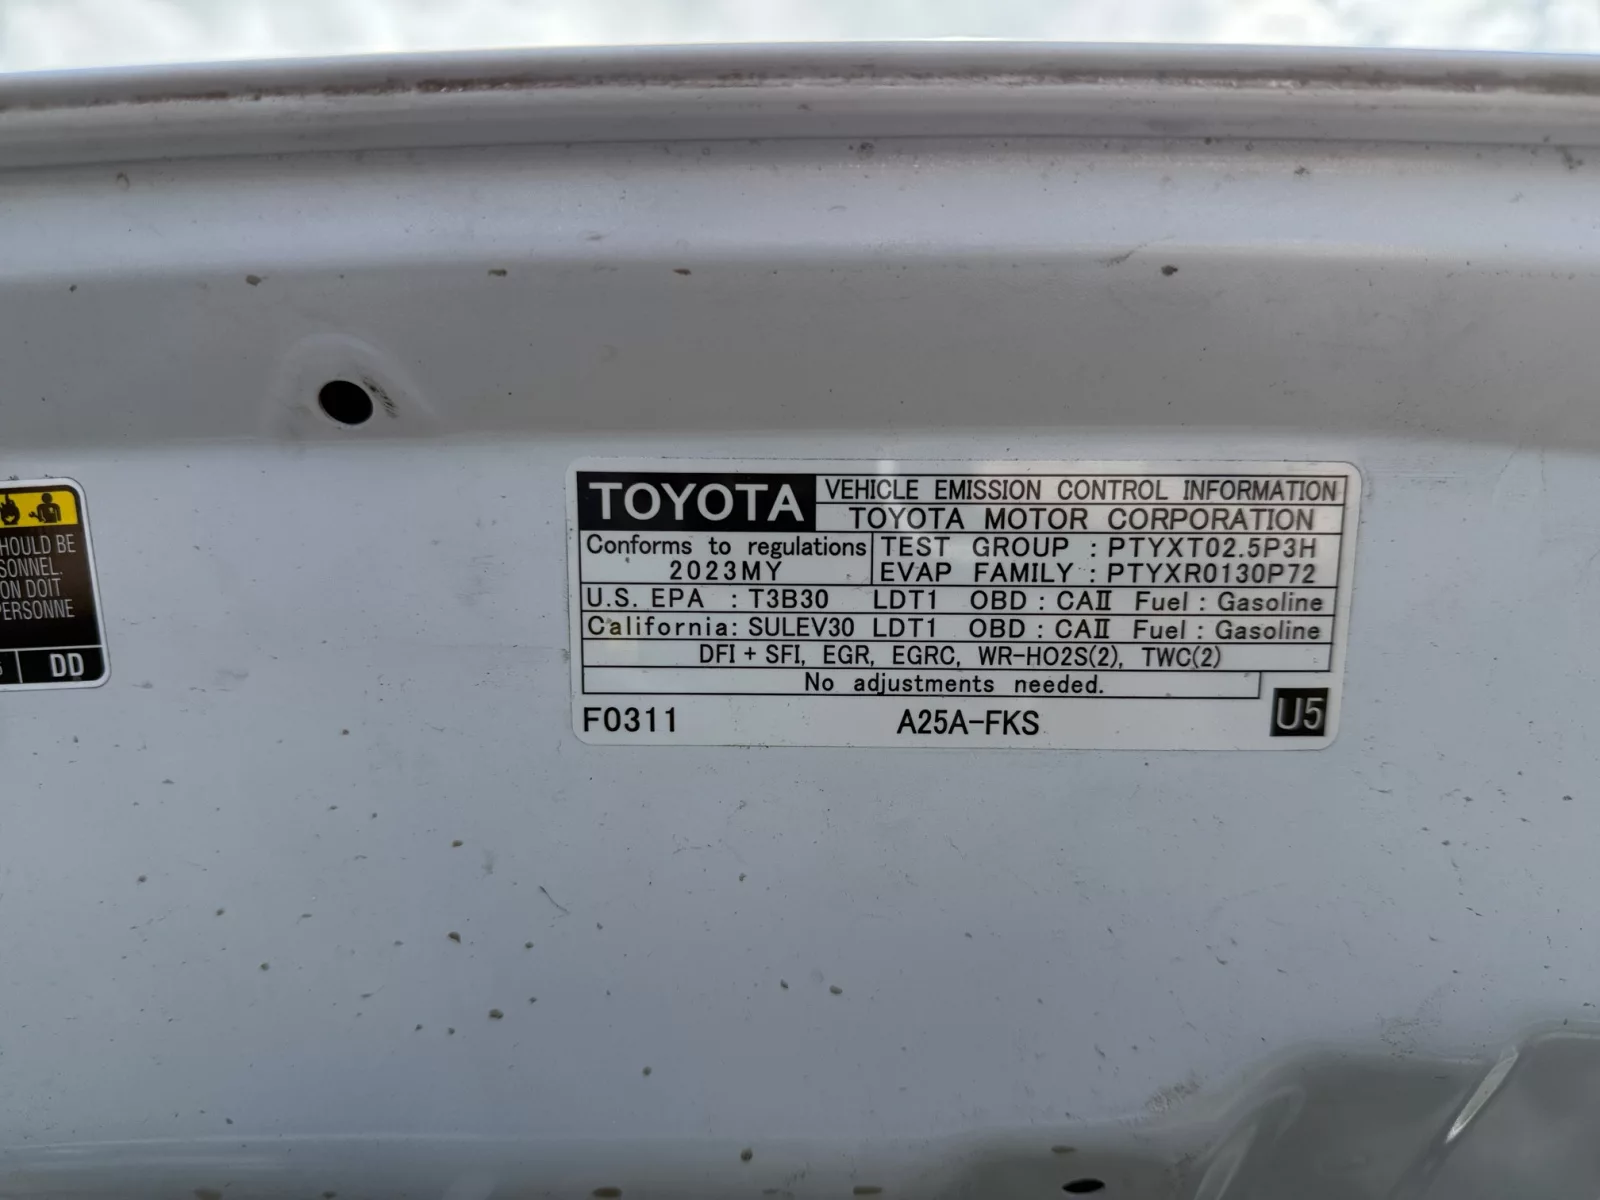 HOULD BE
SONNEL.
ON DOIT
PERSONNE
DD
TOYOTA
VEHICLE EMISSION CONTROL INFORMATION
TOYOTA MOTOR CORPORATION
Conforms to regulations
2023MY
TEST GROUP : PTYXT02.5P3H
EVAP FAMILY : PTYXR0130P72
U.S. EPA : T3B30 LDT1 OBD : CAⅡ Fuel : Gasoline
California: SULEV30 LDT1 OBD : CAⅡ Fuel : Gasoline
DFI + SFI, EGR, EGRC, WR-HO2S(2), TWC(2)
No adjustments needed.
F0311 A25A-FKS U5